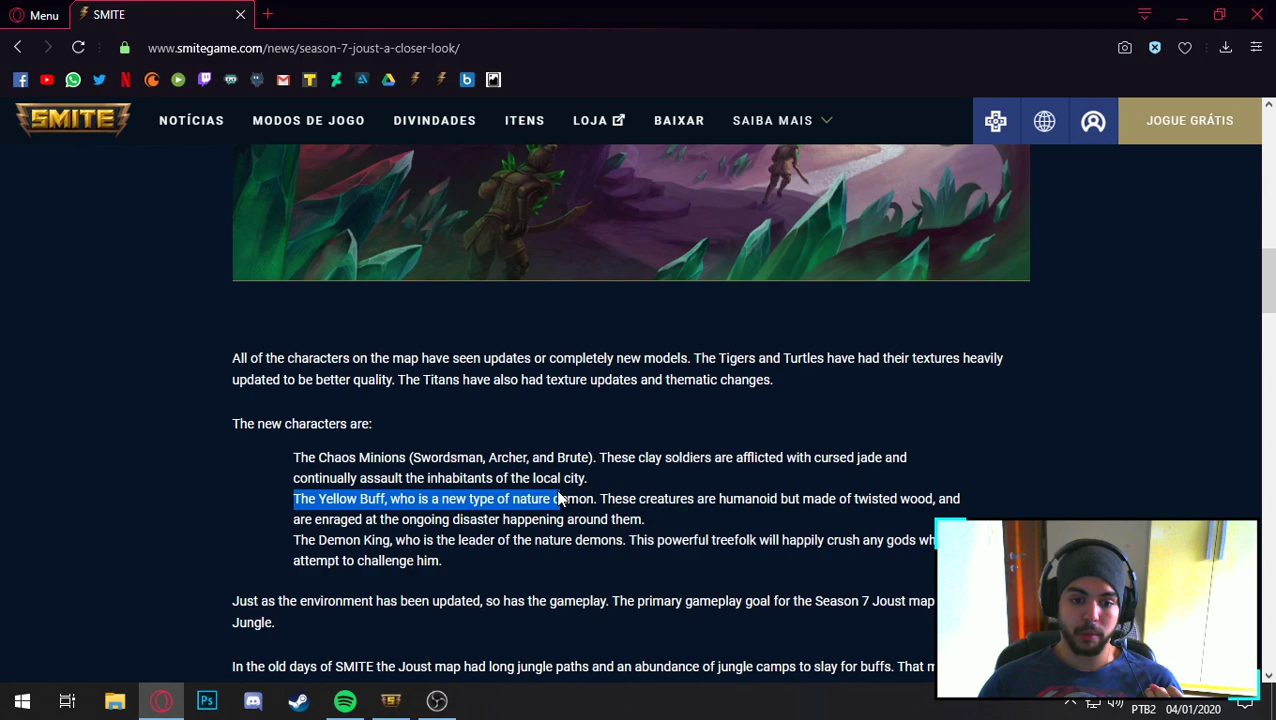 Menu
SMITE
www.smitegame.com/news/season-7-joust-a-closer-look/
SMITE
NOTÍCIAS
MODOS DE JOGO
DIVINDADES
ITENS
LOJA
BAIXAR
SAIBA MAIS
JOGUE GRÁTIS
All of the characters on the map have seen updates or completely new models. The Tigers and Turtles have had their textures heavily
updated to be better quality. The Titans have also had texture updates and thematic changes.
The new characters are:
The Chaos Minions (Swordsman, Archer, and Brute). These clay soldiers are afflicted with cursed jade and
continually assault the inhabitants of the local city.
The Yellow Buff, who is a new type of nature demon. These creatures are humanoid but made of twisted wood, and
are enraged at the ongoing disaster happening around them.
The Demon King, who is the leader of the nature demons. This powerful treefolk will happily crush any gods
attempt to challenge him.
Just as the environment has been updated, so has the gameplay. The primary gameplay goal for the Season 7 Joust map
Jungle.
In the old days of SMITE the Joust map had long jungle paths and an abundance of jungle camps to slay for buffs. That
PTB2
04/01/2020